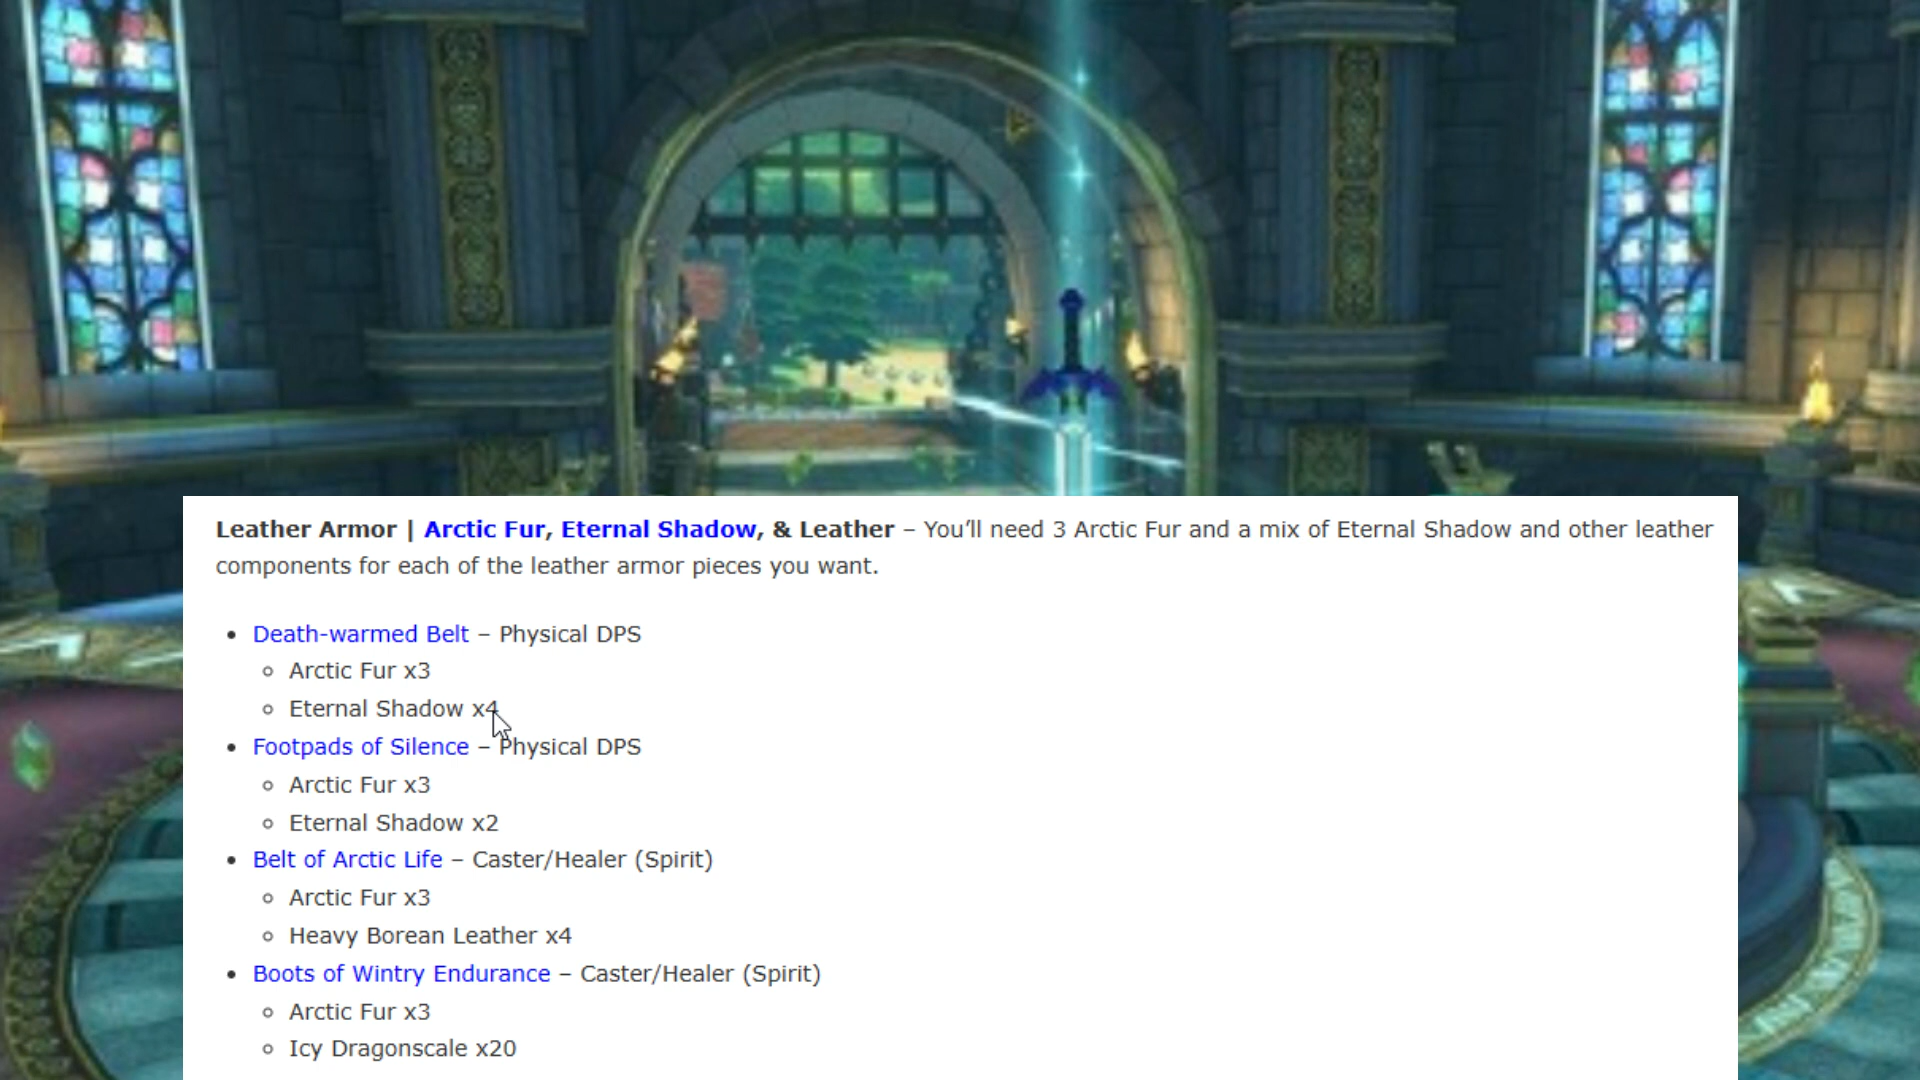 Leather Armor | Arctic Fur, Eternal Shadow, & Leather – You’ll need 3 Arctic Fur and a mix of Eternal Shadow and other leather
components for each of the leather armor pieces you want.
• Death-warmed Belt – Physical DPS
◦ Arctic Fur x3
◦ Eternal Shadow x4
• Footpads of Silence – Physical DPS
◦ Arctic Fur x3
◦ Eternal Shadow x2
• Belt of Arctic Life – Caster/Healer (Spirit)
◦ Arctic Fur x3
◦ Heavy Borean Leather x4
• Boots of Wintry Endurance – Caster/Healer (Spirit)
◦ Arctic Fur x3
◦ Icy Dragonscale x20